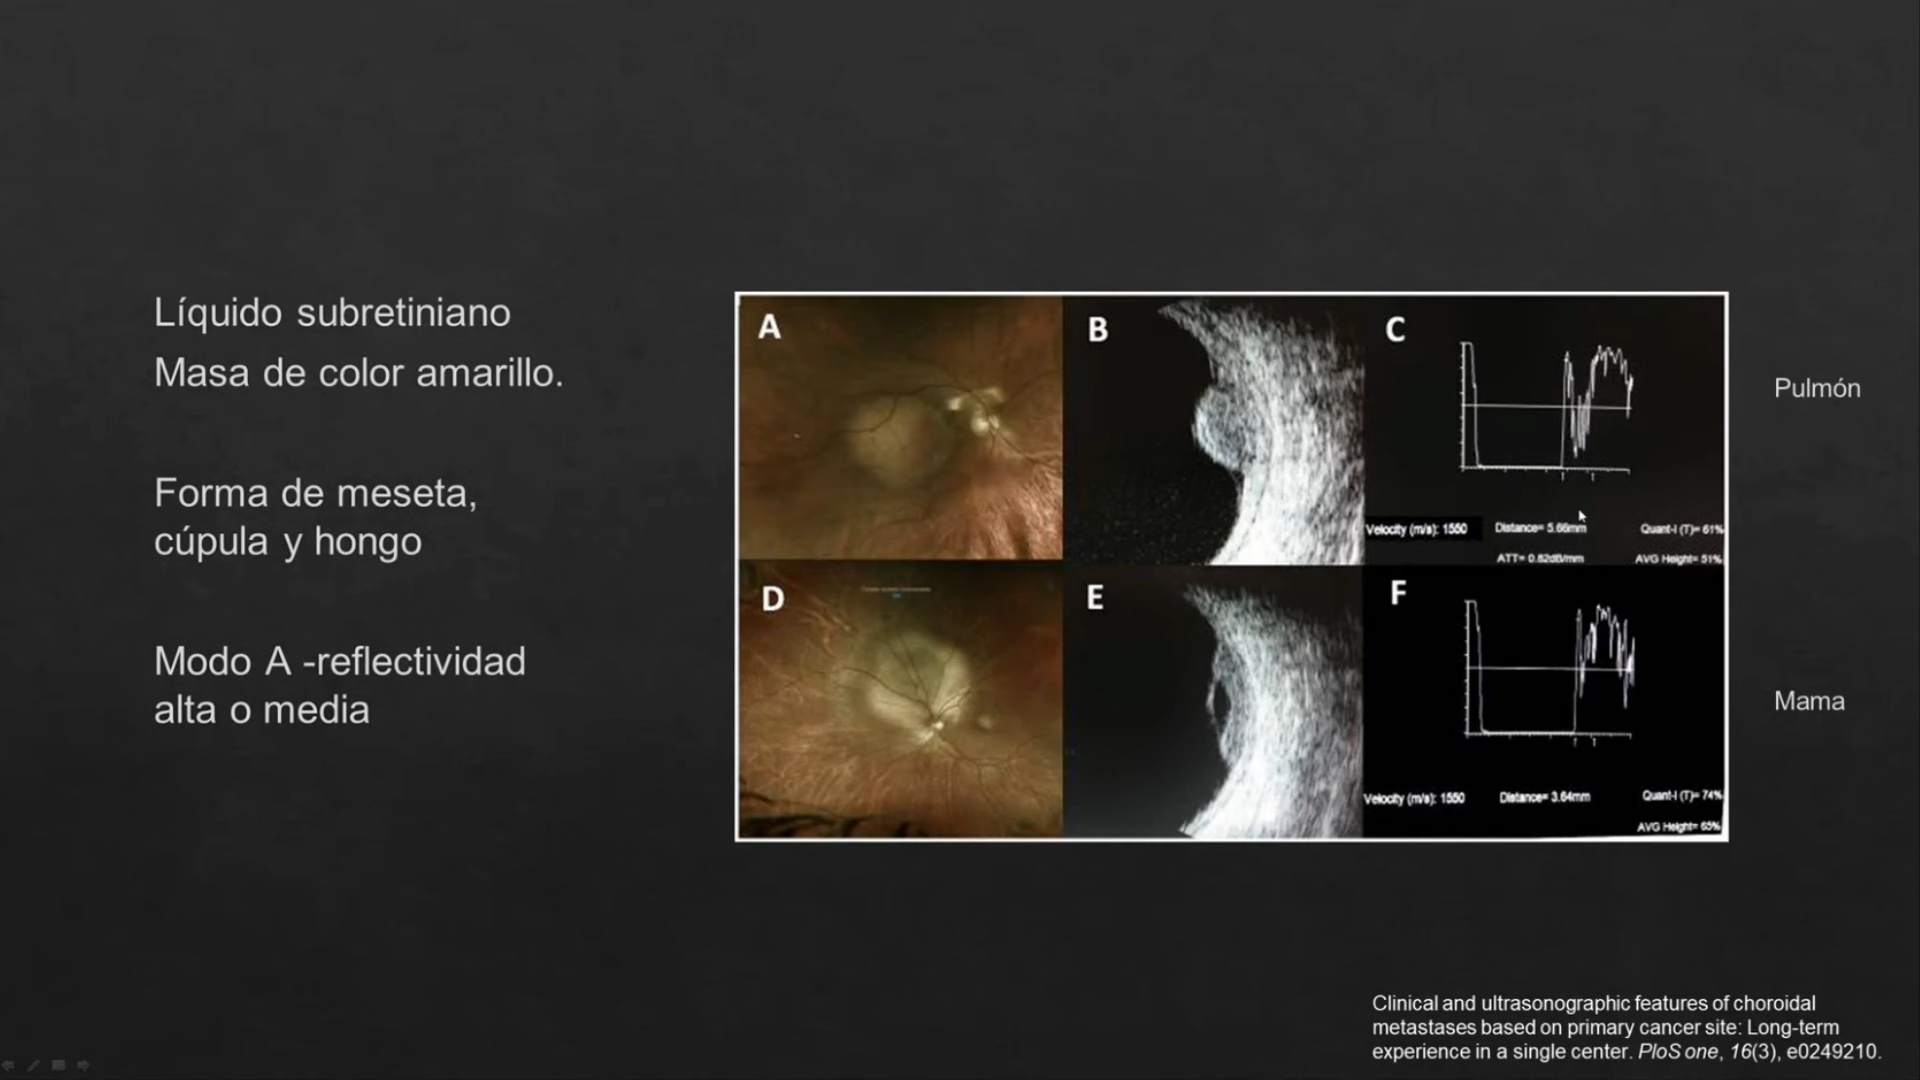 Líquido subretiniano
Masa de color amarillo.
Forma de meseta,
cúpula y hongo
Modo A -reflectividad
alta o media
A
B
C
Velocity (m/s): 1550
Distance= 5.66mm
Quant-I (T)= 61%
ATT= 0.82dB/mm
AVG Height= 51%
Pulmón
D
E
F
Velocity (m/s): 1550
Distance= 3.64mm
Quant-I (T)= 74%
AVG Height= 65%
Mama
Clinical and ultrasonographic features of choroidal
metastases based on primary cancer site: Long-term
experience in a single center. PloS one, 16(3), e0249210.